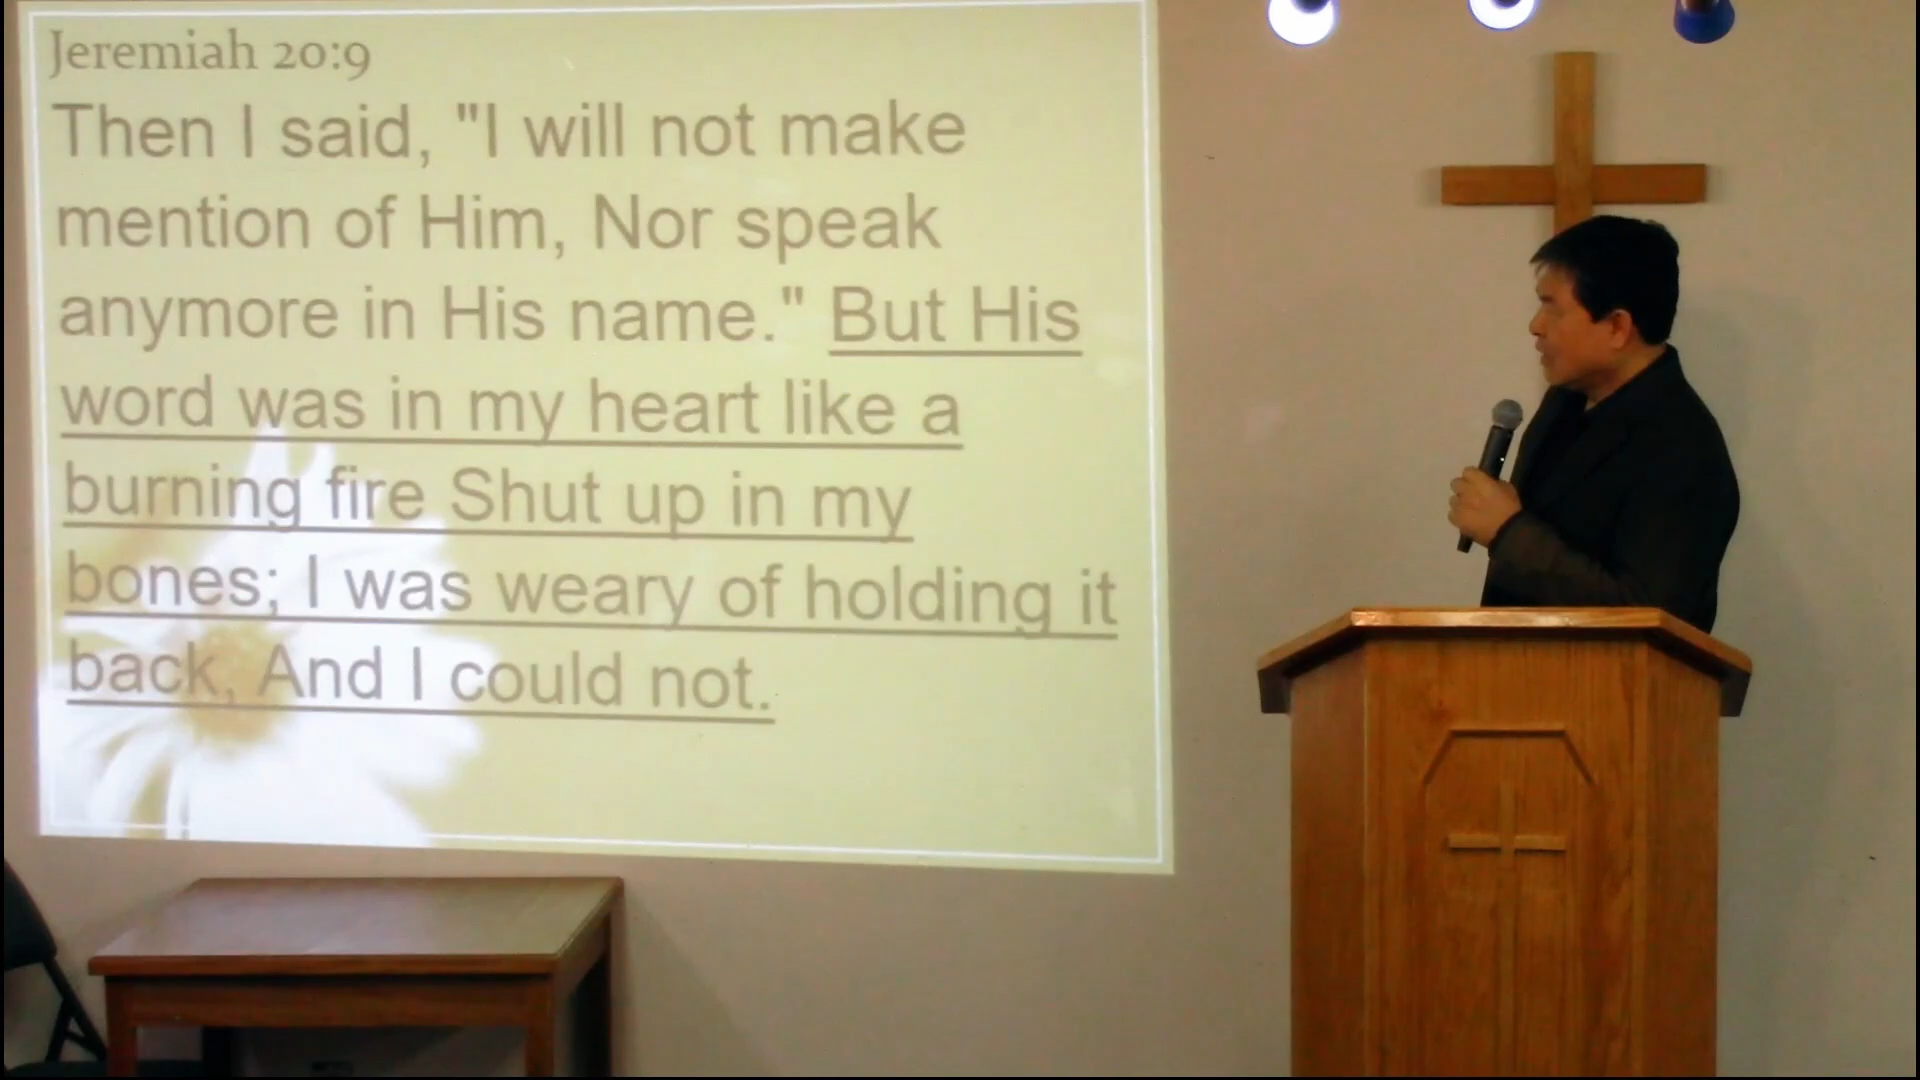 Jeremiah 20:9
Then I said, "I will not make
mention of Him, Nor speak
anymore in His name." But His
word was in my heart like a
burning fire Shut up in my
bones; I was weary of holding it
back, And I could not.